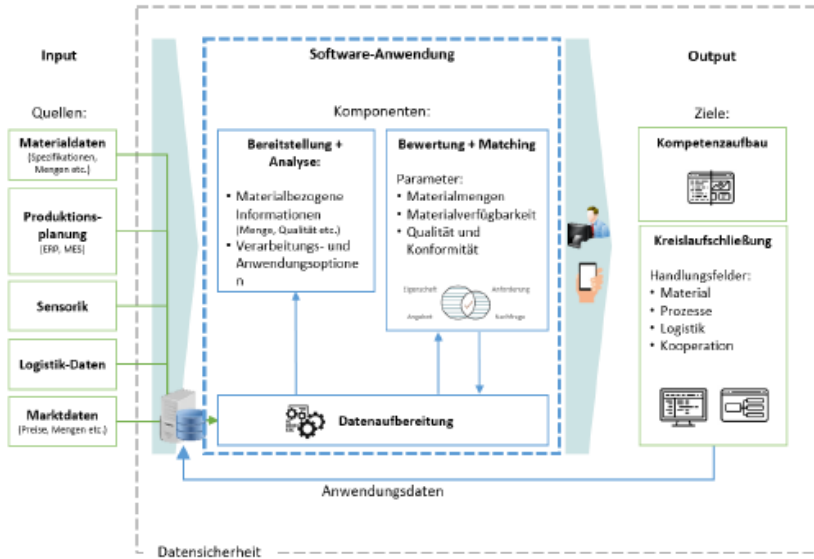 Input
Quellen:
Materialdaten
(Spezifikationen,
Mengen etc.)
Produktions-
planung
(ERP, MES)
Sensorik
Logistik-Daten
Marktdaten
(Preise, Mengen etc.)
Software-Anwendung
Komponenten:
Bereitstellung +
Analyse:
• Materialbezogene
Informationen
(Menge, Qualität etc.)
• Verarbeitungs- und
Anwendungsoptione
n
Bewertung + Matching
Parameter:
• Materialmengen
• Materialverfügbarkeit
• Qualität und
Konformität
Eigenschaft
Anforderung
Angebot
Nachfrage
Datenaufbereitung
Output
Ziele:
Kompetenzaufbau
Kreislaufschließung
Handlungsfelder:
• Material
• Prozesse
• Logistik
• Kooperation
Anwendungsdaten
Datensicherheit